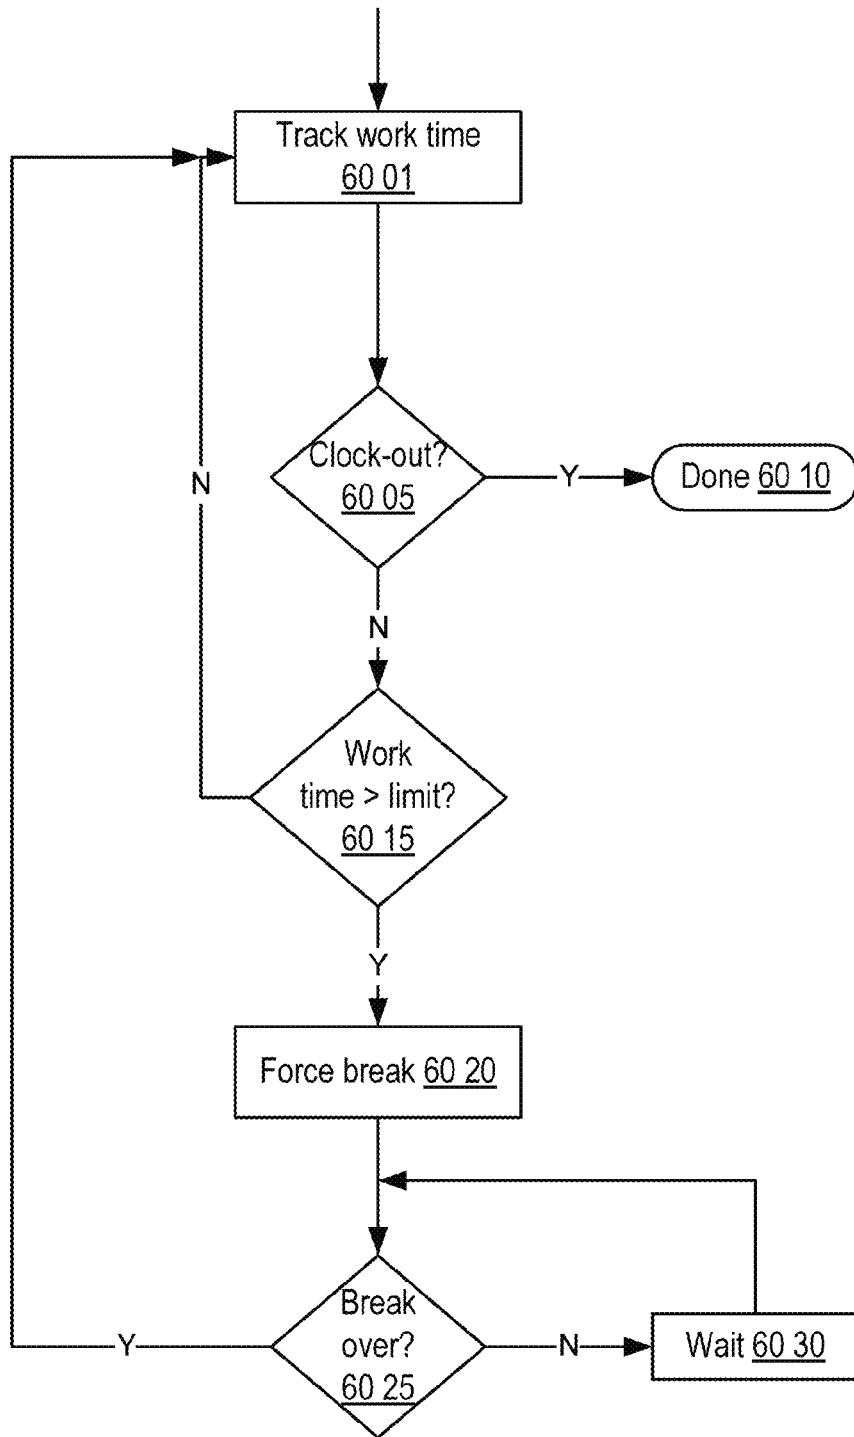 Track work time
60 01
Clock-out?
60 05
Y
Done 60 10
N
N
Work
time > limit?
60 15
Y
Force break 60 20
Break
over?
60 25
Y
N
Wait 60 30